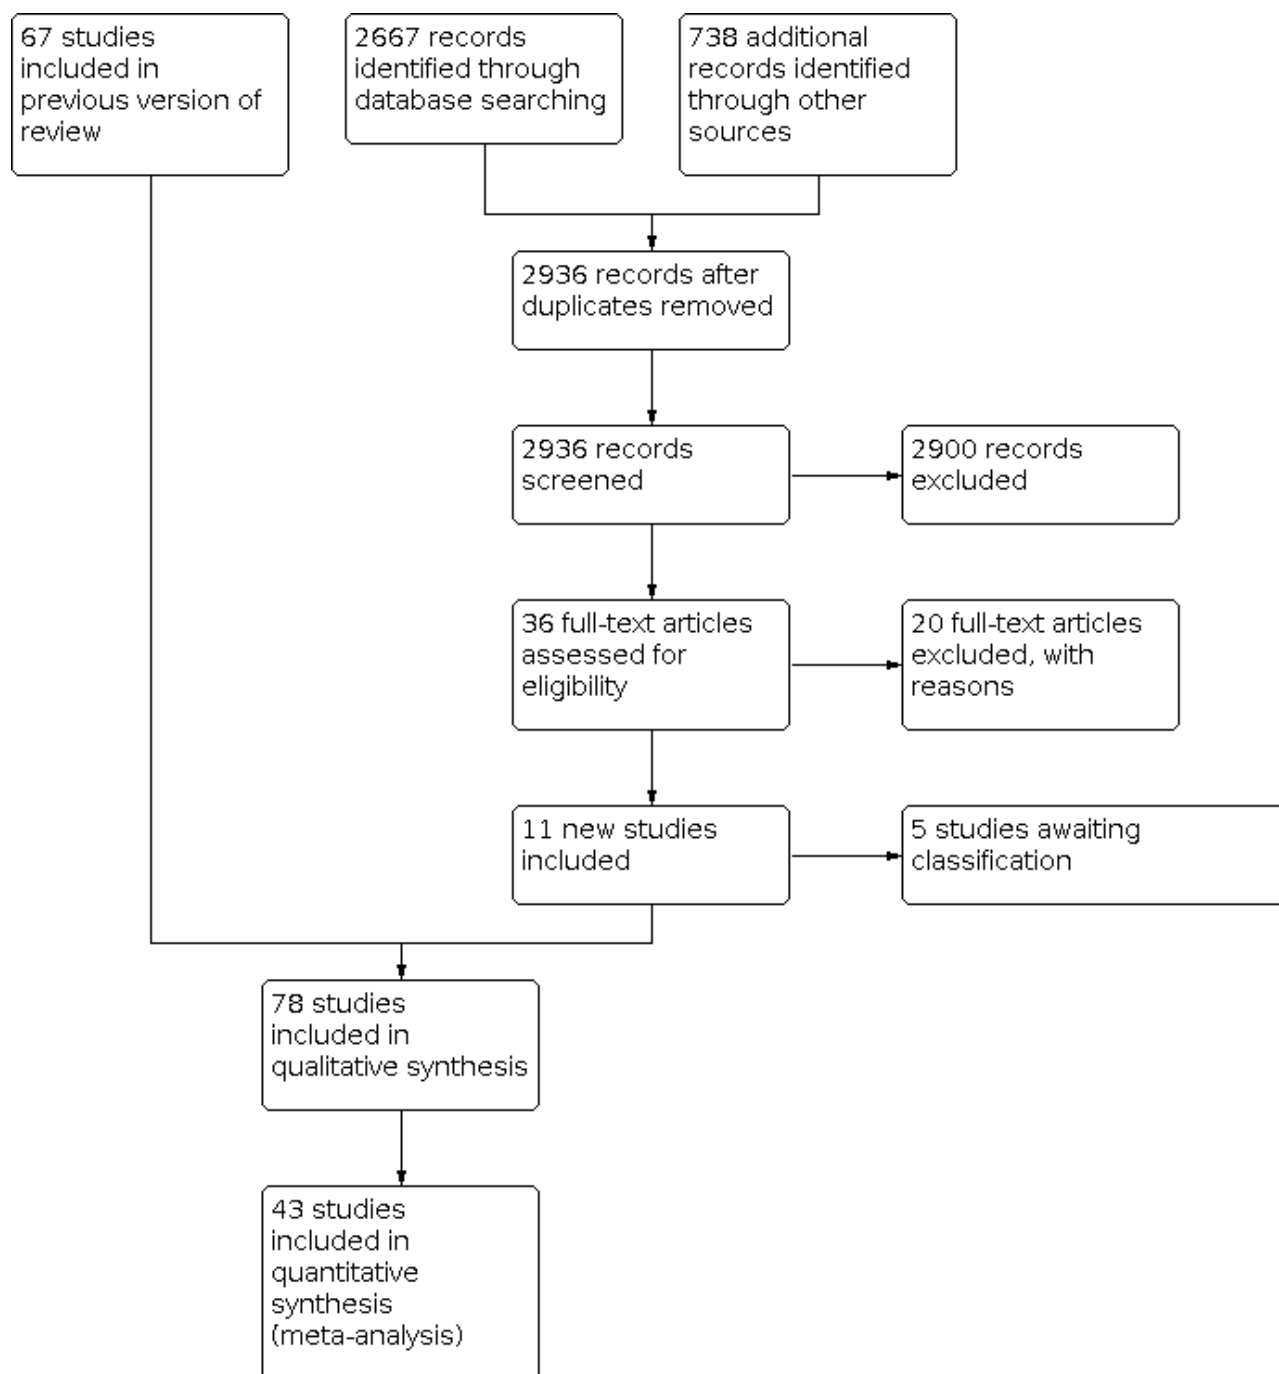 67 studies
included in
previous version of
review
2667 records
identified through
database searching
738 additional
records identified
through other
sources
2936 records after
duplicates removed
2936 records
screened
2900 records
excluded
36 full-text articles
assessed for
eligibility
20 full-text articles
excluded, with
reasons
11 new studies
included
5 studies awaiting
classification
78 studies
included in
qualitative synthesis
43 studies
included in
quantitative
synthesis
(meta-analysis)